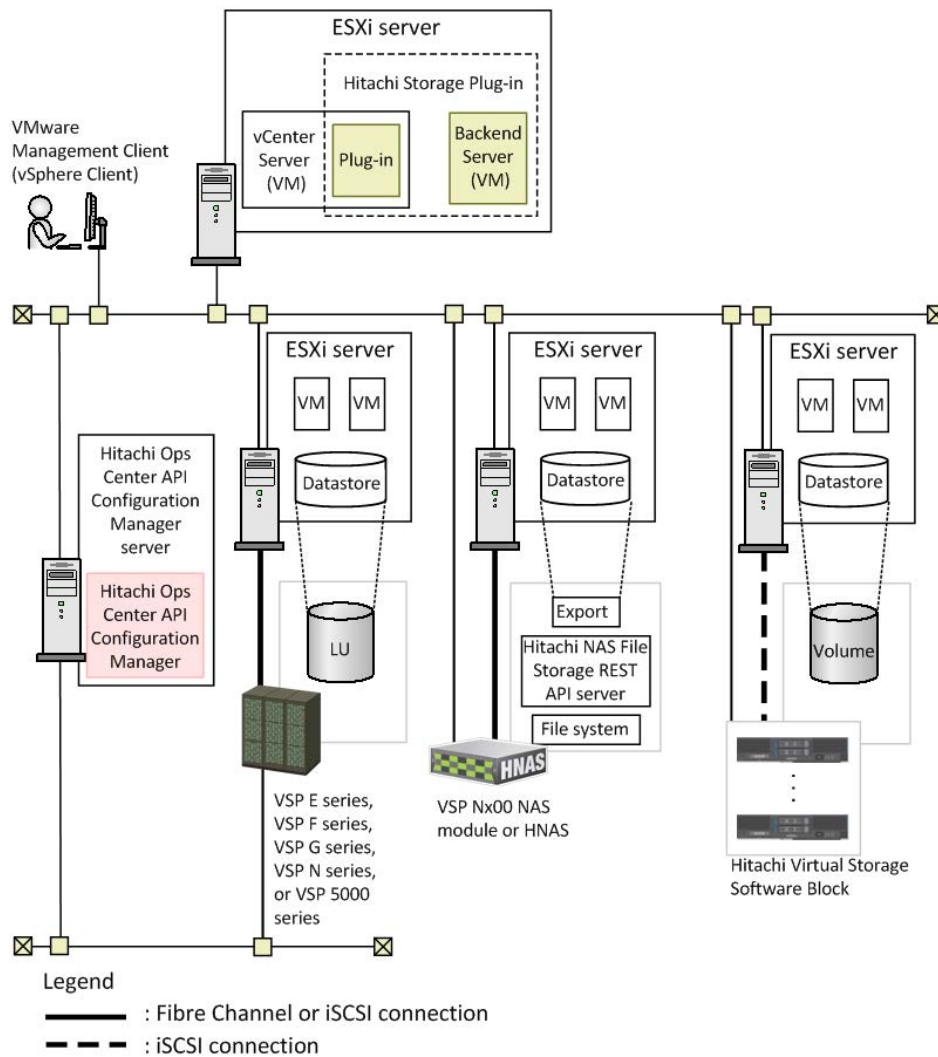 ESXi server
Hitachi Storage Plug-in
VMware
Management Client
(vSphere Client)
vCenter
Server
(VM)
Plug-in
Backend
Server
(VM)
ESXi server
VM VM
Datastore
ESXi server
VM VM
Datastore
ESXi server
VM VM
Datastore
Hitachi Ops
Center API
Configuration
Manager
server
Hitachi Ops
Center API
Configuration
Manager
LU
Export
Hitachi NAS File
Storage REST
API server
File system
Volume
HNAS
VSP E series,
VSP F series,
VSP G series,
VSP N series,
or VSP 5000
series
VSP Nx00 NAS
module or HNAS
Hitachi Virtual Storage
Software Block
Legend
: Fibre Channel or iSCSI connection
: iSCSI connection